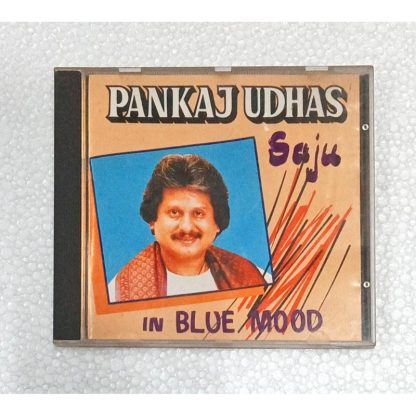 PANKAJ UDHAS
Saju
IN BLUE MOOD